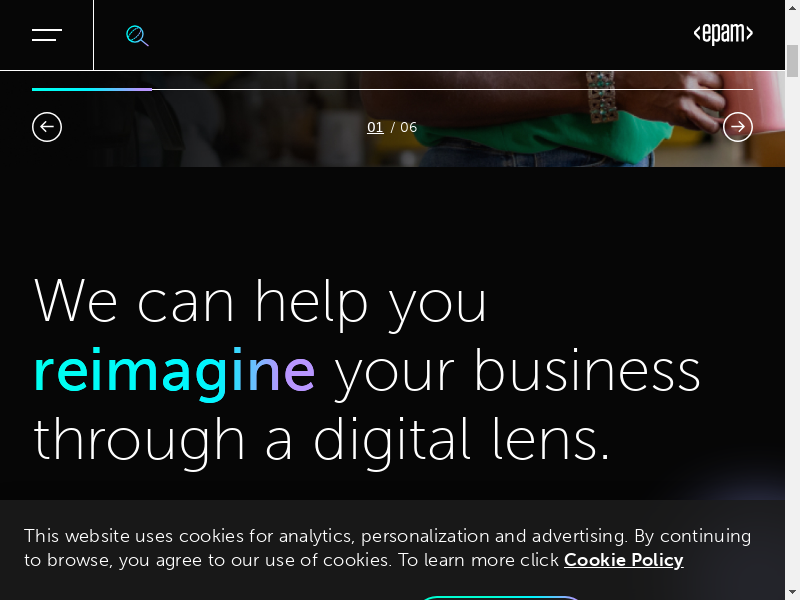 <epam>
01 / 06
We can help you
reimagine your business
through a digital lens.
This website uses cookies for analytics, personalization and advertising. By continuing
to browse, you agree to our use of cookies. To learn more click Cookie Policy